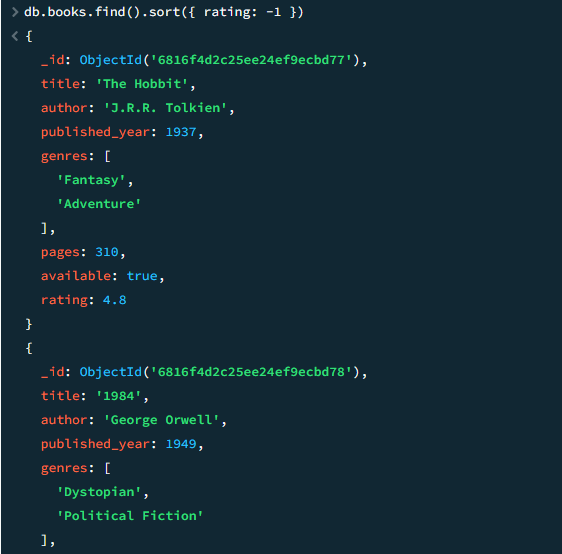 > db.books.find().sort({ rating: -1 })
< {
_id: ObjectId('6816f4d2c25ee24ef9ecbd77'),
title: 'The Hobbit',
author: 'J.R.R. Tolkien',
published_year: 1937,
genres: [
'Fantasy',
'Adventure'
],
pages: 310,
available: true,
rating: 4.8
}
{
_id: ObjectId('6816f4d2c25ee24ef9ecbd78'),
title: '1984',
author: 'George Orwell',
published_year: 1949,
genres: [
'Dystopian',
'Political Fiction'
],